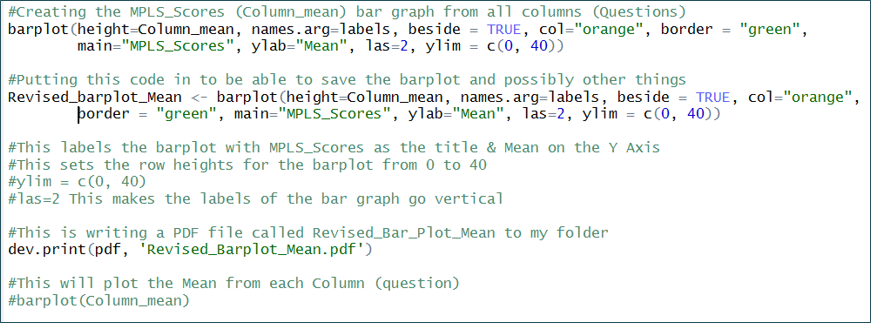 #Creating the MPLS_Scores (Column_mean) bar graph from all columns (Questions)
barplot(height=Column_mean, names.arg=labels, beside = TRUE, col="orange", border = "green",
        main="MPLS_Scores", ylab="Mean", las=2, ylim = c(0, 40))

#Putting this code in to be able to save the barplot and possibly other things
Revised_barplot_Mean <- barplot(height=Column_mean, names.arg=labels, beside = TRUE, col="orange",
        border = "green", main="MPLS_Scores", ylab="Mean", las=2, ylim = c(0, 40))

#This labels the barplot with MPLS_Scores as the title & Mean on the Y Axis
#This sets the row heights for the barplot from 0 to 40
#ylim = c(0, 40)
#las=2 This makes the labels of the bar graph go vertical

#This is writing a PDF file called Revised_Bar_Plot_Mean to my folder
dev.print(pdf, 'Revised_Barplot_Mean.pdf')

#This will plot the Mean from each Column (question)
#barplot(Column_mean)